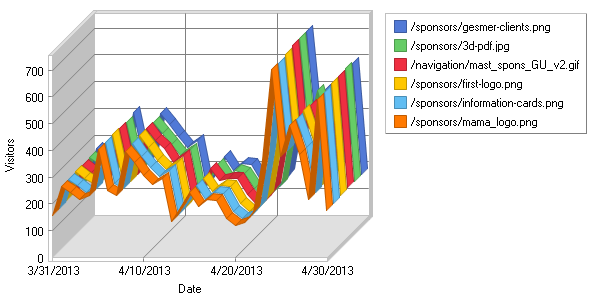 700
600
500
400
300
200
100
0
Visitors
3/31/2013
4/10/2013
4/20/2013
4/30/2013
Date
/sponsors/gesmer-clients.png
/sponsors/3d-pdf.jpg
/navigation/mast_spons_GU_v2.gif
/sponsors/first-logo.png
/sponsors/information-cards.png
/sponsors/mama_logo.png